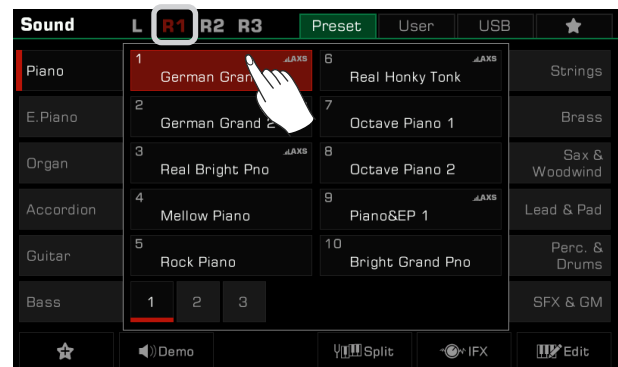 Sound L R1 R2 R3 Preset User USB
Piano
E.Piano
Organ
Accordion
Guitar
Bass
1 AXS
German Gran
2
German Grand 2
3 AXS
Real Bright Pno
4
Mellow Piano
5
Rock Piano
6 AXS
Real Honky Tonk
7
Octave Piano 1
8
Octave Piano 2
9 AXS
Piano&EP 1
10
Bright Grand Pno
1 2 3
Strings
Brass
Sax &
Woodwind
Lead & Pad
Perc. &
Drums
SFX & GM
Demo Split IFX Edit